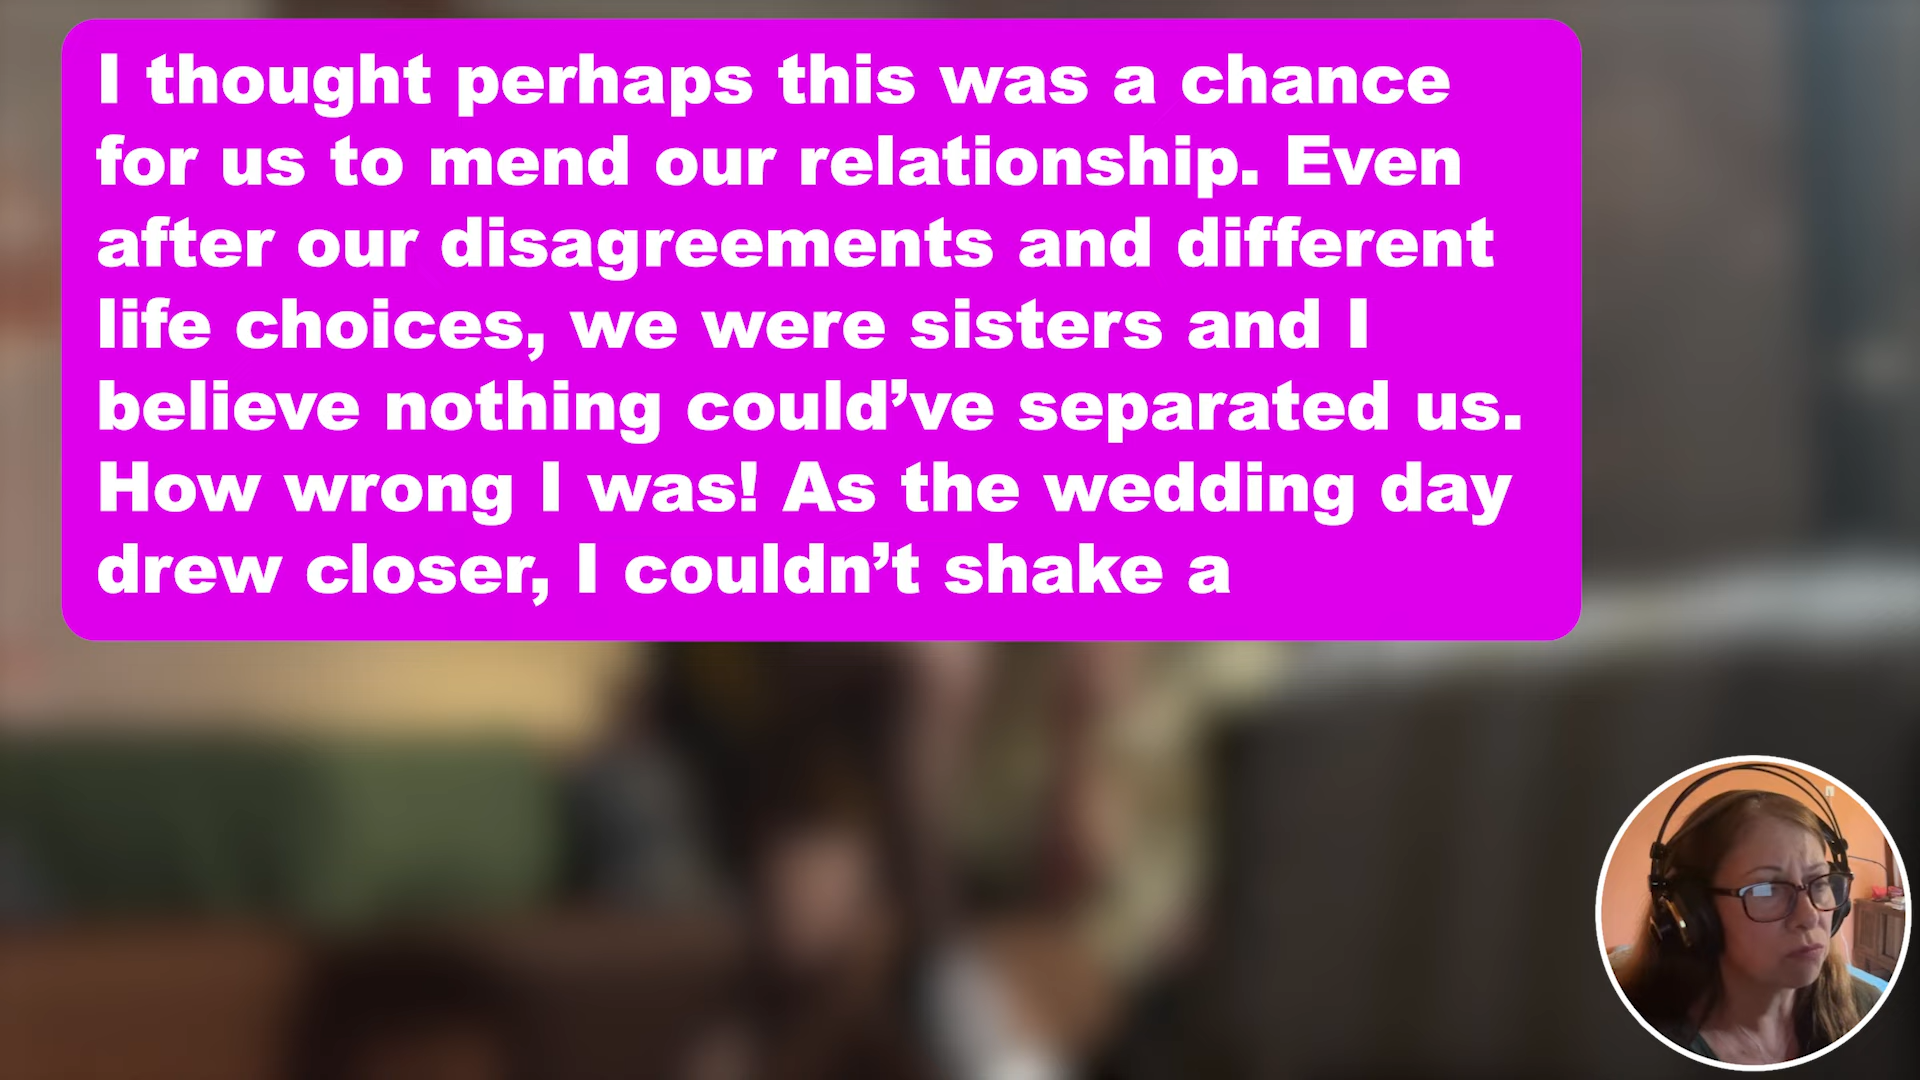 I thought perhaps this was a chance
for us to mend our relationship. Even
after our disagreements and different
life choices, we were sisters and I
believe nothing could’ve separated us.
How wrong I was! As the wedding day
drew closer, I couldn’t shake a